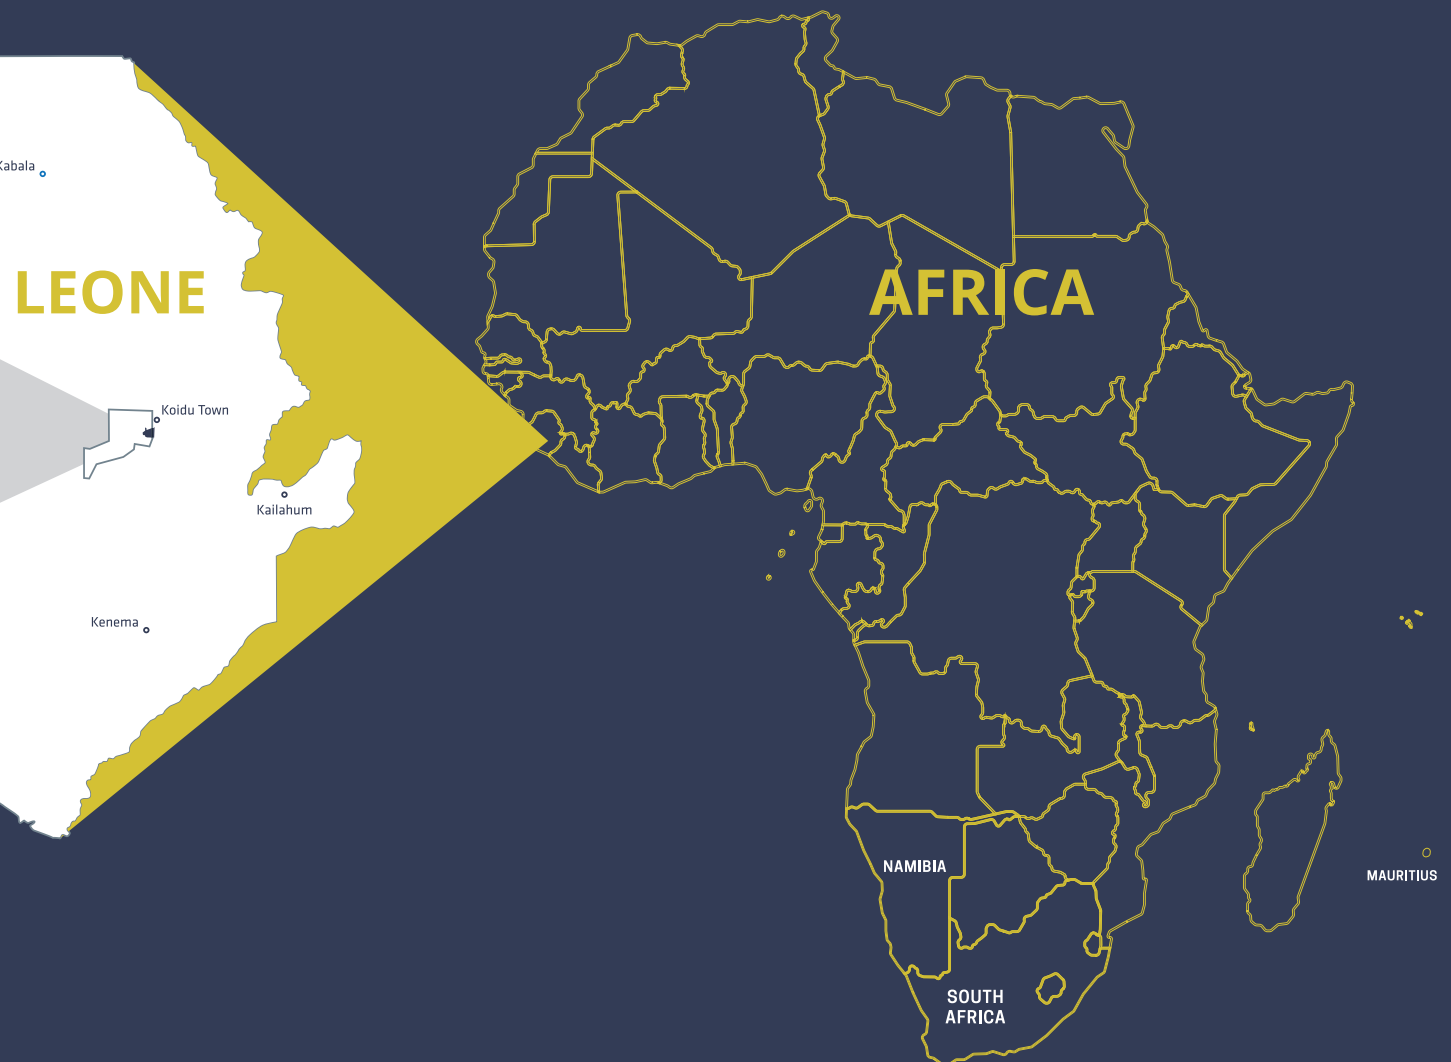 Kabala
LEONE
AFRICA
Koidu Town
Kailahum
Kenema
NAMIBIA
MAURITIUS
SOUTH
AFRICA